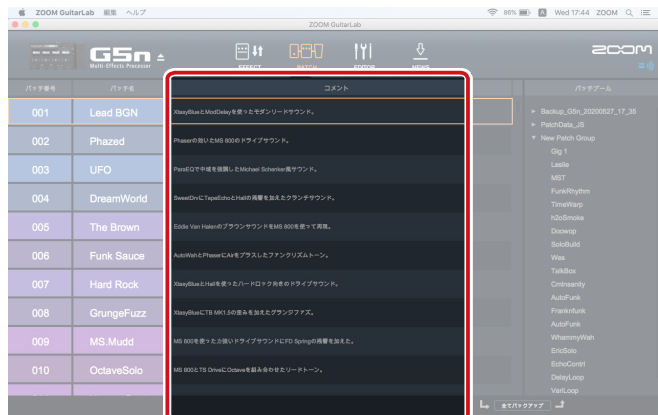 ZOOM GuitarLab 編集 ヘルプ
86% Wed 17:44 ZOOM
ZOOM GuitarLab
G5n
Multi-Effects Processor
EFFECT PATCH EDITOR NEWS
ZOOM
パッチ番号 パッチ名 コメント パッチプール
001 Lead BGN XtasyBlueとModDelayを使ったモダンリードサウンド。
002 Phazed Phaserの効いたMS 800のドライブサウンド。
003 UFO ParaEQで中域を強調したMichael Schenker風サウンド。
004 DreamWorld SweetDrvにTapeEchoとHallの残響を加えたクランチサウンド。
005 The Brown Eddie Van HalenのブラウンサウンドをMS 800を使って再現。
006 Funk Sauce AutoWahとPhaserにAirをプラスしたファンクリズムトーン。
007 Hard Rock XtasyBlueとHallを使ったハードロック向きのドライブサウンド。
008 GrungeFuzz XtasyBlueにTB MK1.5の歪みを加えたグランジファズ。
009 MS.Mudd MS 800を使った力強いドライブサウンドにFD Springの残響を加えた。
010 OctaveSolo MS 800とTS DriveにOctaveを組み合わせたリードトーン。
Backup_G5n_20200527_17_35
PatchData_JS
New Patch Group
Gig 1
Leslie
MST
FunkRhythm
TimeWarp
h2oSmoke
Doowop
SoloBuild
Was
TalkBox
CmInsanity
AutoFunk
Franknfunk
AutoFunk
WhammyWah
EricSolo
EchoContrl
DelayLoop
VariLoop
全てバックアップ